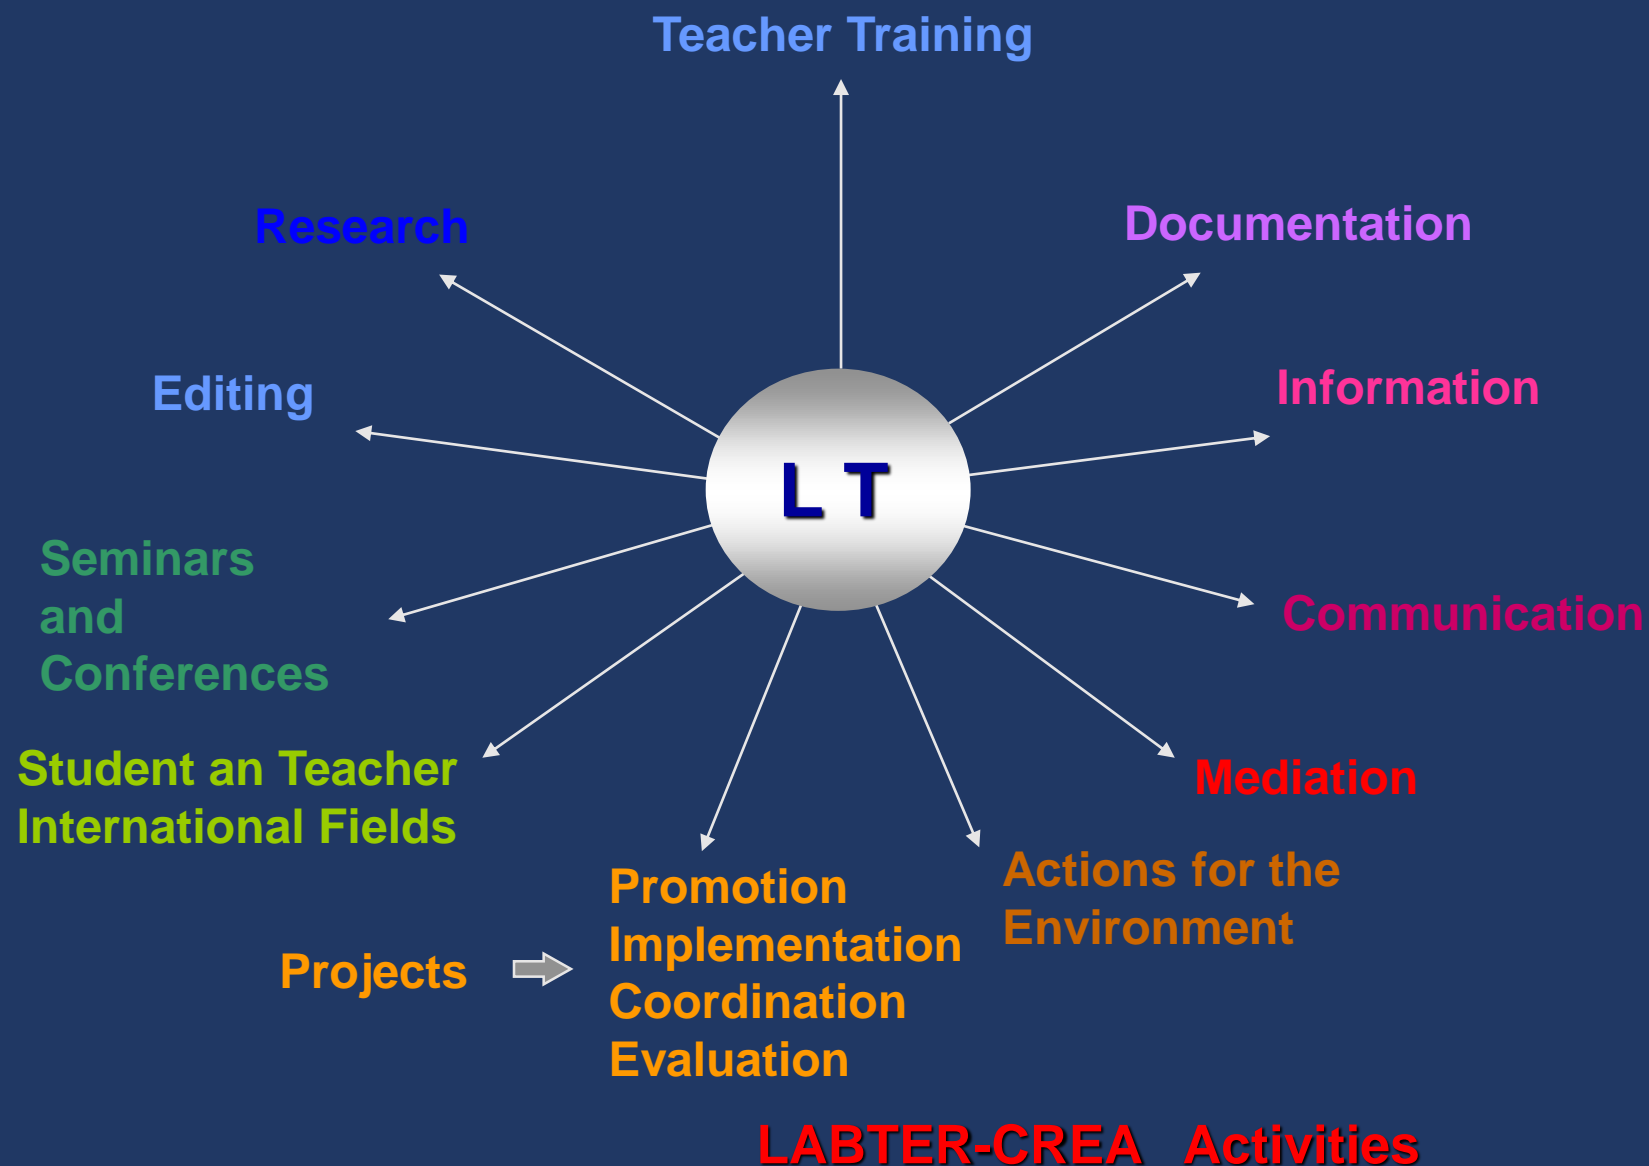 Teacher Training
Research
Documentation
Editing
Information
L T
Seminars
and
Conferences
Communication
Student an Teacher
International Fields
Mediation
Actions for the
Environment
Projects
Promotion
Implementation
Coordination
Evaluation
LABTER-CREA Activities